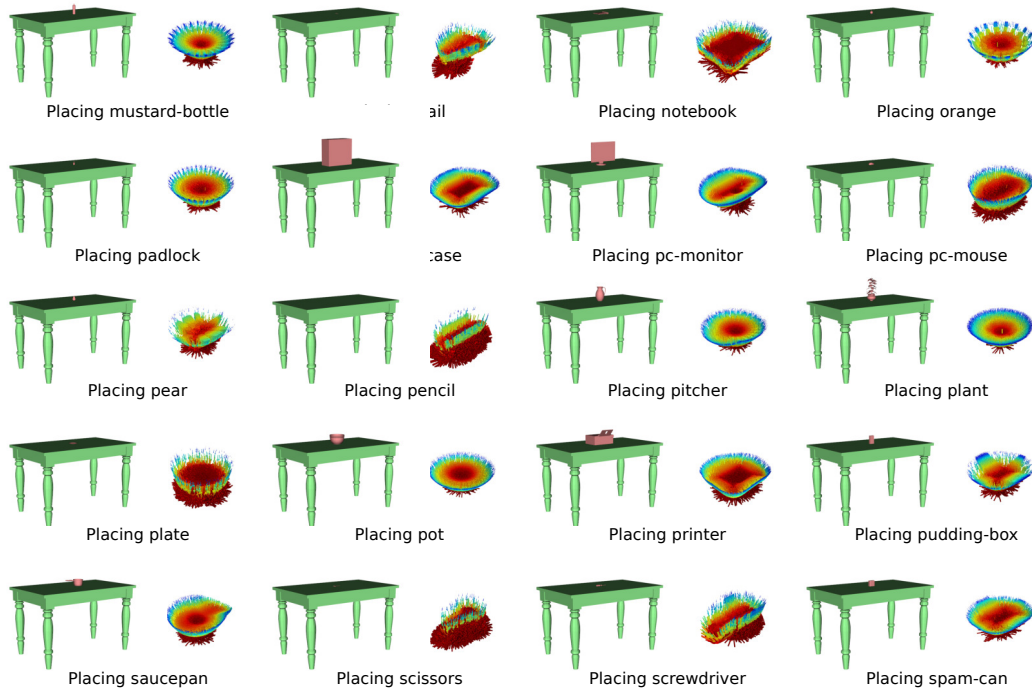 Placing mustard-bottle
ail
Placing notebook
Placing orange
Placing padlock
case
Placing pc-monitor
Placing pc-mouse
Placing pear
Placing pencil
Placing pitcher
Placing plant
Placing plate
Placing pot
Placing printer
Placing pudding-box
Placing saucepan
Placing scissors
Placing screwdriver
Placing spam-can